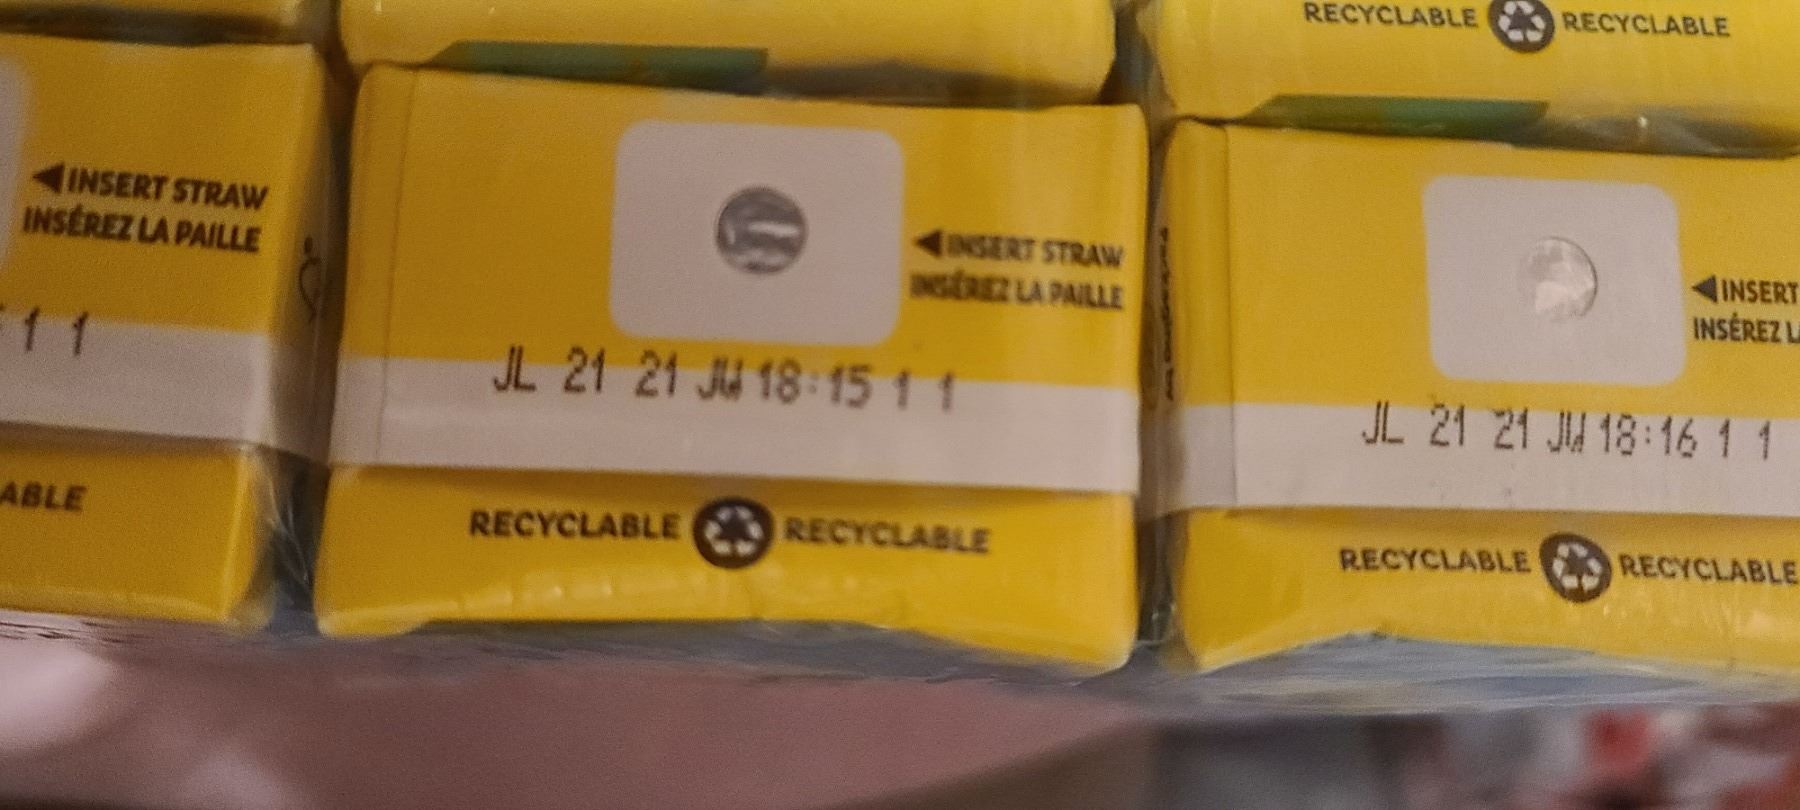 RECYCLABLE RECYCLABLE
INSERT STRAW
INSÉREZ LA PAILLE
1 1
ABLE
INSERT STRAW
INSÉREZ LA PAILLE
JL 21 21 JW 18:15 1 1
RECYCLABLE RECYCLABLE
INSERT
INSÉREZ LA
JL 21 21 JW 18:16 1 1
RECYCLABLE RECYCLABLE